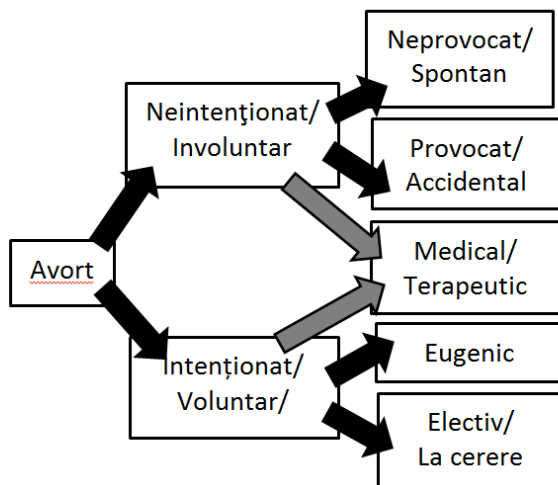 Neprovocat/
Spontan
Neintenţionat/
Involuntar
Provocat/
Accidental
Avort
Medical/
Terapeutic
Intenționat/
Voluntar/
Eugenic
Electiv/
La cerere